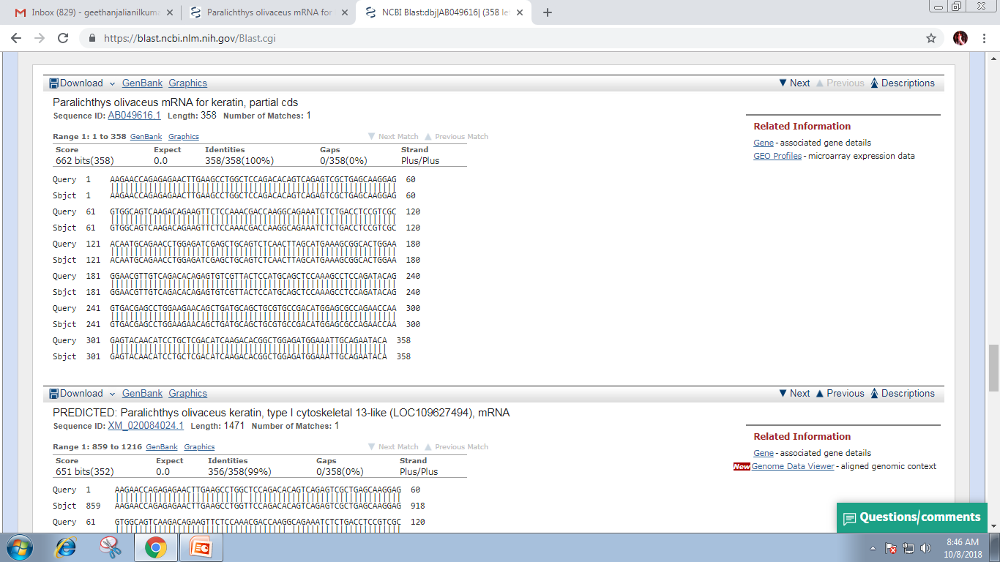 Inbox (829) - geethanjalianilkuma
Paralichthys olivaceus mRNA for
NCBI Blast:dbj|AB049616| (358 let
https://blast.ncbi.nlm.nih.gov/Blast.cgi
Download GenBank Graphics Next Previous Descriptions
Paralichthys olivaceus mRNA for keratin, partial cds
Sequence ID: AB049616.1 Length: 358 Number of Matches: 1
Related Information
Gene - associated gene details
GEO Profiles - microarray expression data
Range 1: 1 to 358 GenBank Graphics Next Match Previous Match
Score Expect Identities Gaps Strand
662 bits(358) 0.0 358/358(100%) 0/358(0%) Plus/Plus
Query 1 AAGAACCAGAGAGAACTTGAAGCCTGGCTCCAGACACAGTCAGAGTCGCTGAGCAAGGAG 60
Sbjct 1 AAGAACCAGAGAGAACTTGAAGCCTGGCTCCAGACACAGTCAGAGTCGCTGAGCAAGGAG 60
Query 61 GTGGCAGTCAAGACAGAAGTTCTCCAAACGACCAAGGCAGAAATCTCTGACCTCCGTCGC 120
Sbjct 61 GTGGCAGTCAAGACAGAAGTTCTCCAAACGACCAAGGCAGAAATCTCTGACCTCCGTCGC 120
Query 121 ACAATGCAGAACCTGGAGATCGAGCTGCAGTCTCAACTTAGCATGAAAGCGGCACTGGAA 180
Sbjct 121 ACAATGCAGAACCTGGAGATCGAGCTGCAGTCTCAACTTAGCATGAAAGCGGCACTGGAA 180
Query 181 GGAACGTTGTCAGACACAGAGTGTCGTTACTCCATGCAGCTCCAAAGCCTCCAGATACAG 240
Sbjct 181 GGAACGTTGTCAGACACAGAGTGTCGTTACTCCATGCAGCTCCAAAGCCTCCAGATACAG 240
Query 241 GTGACGAGCCTGGAAGAACAGCTGATGCAGCTGCGTGCCGACATGGAGCGCCAGAACCAA 300
Sbjct 241 GTGACGAGCCTGGAAGAACAGCTGATGCAGCTGCGTGCCGACATGGAGCGCCAGAACCAA 300
Query 301 GAGTACAACATCCTGCTCGACATCAAGACACGGCTGGAGATGGAAATTGCAGAATACA 358
Sbjct 301 GAGTACAACATCCTGCTCGACATCAAGACACGGCTGGAGATGGAAATTGCAGAATACA 358
Download GenBank Graphics Next Previous Descriptions
PREDICTED: Paralichthys olivaceus keratin, type I cytoskeletal 13-like (LOC109627494), mRNA
Sequence ID: XM_020084024.1 Length: 1471 Number of Matches: 1
Related Information
Gene - associated gene details
New Genome Data Viewer - aligned genomic context
Range 1: 859 to 1216 GenBank Graphics Next Match Previous Match
Score Expect Identities Gaps Strand
651 bits(352) 0.0 356/358(99%) 0/358(0%) Plus/Plus
Query 1 AAGAACCAGAGAGAACTTGAAGCCTGGCTCCAGACACAGTCAGAGTCGCTGAGCAAGGAG 60
Sbjct 859 AAGAACCAGAGAGAACTTGAAGCCTGGTTCCAGACACAGTCAGAGTCGCTGAGCAAGGAG 918
Query 61 GTGGCAGTCAAGACAGAAGTTCTCCAAACGACCAAGGCAGAAATCTCTGACCTCCGTCGC 120
Questions/comments
8:46 AM
10/8/2018